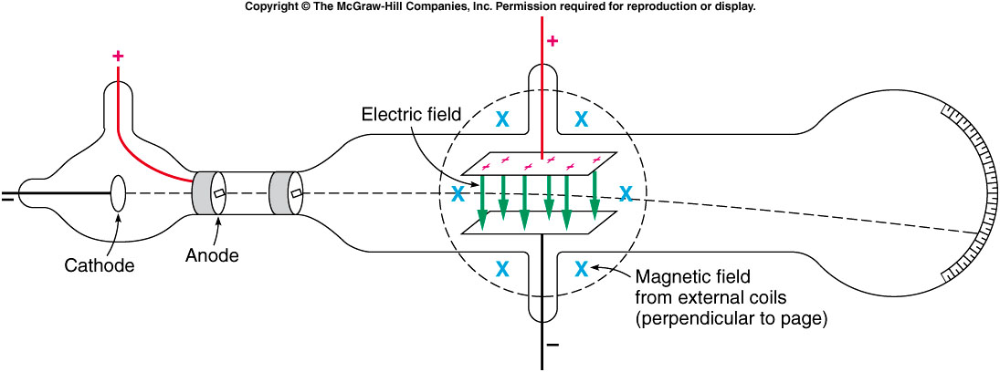 Copyright © The McGraw-Hill Companies, Inc. Permission required for reproduction or display.
+
+
Electric field
X
X
+ + + + + +
X
X
–
Cathode
Anode
X
X
Magnetic field
from external coils
(perpendicular to page)
–